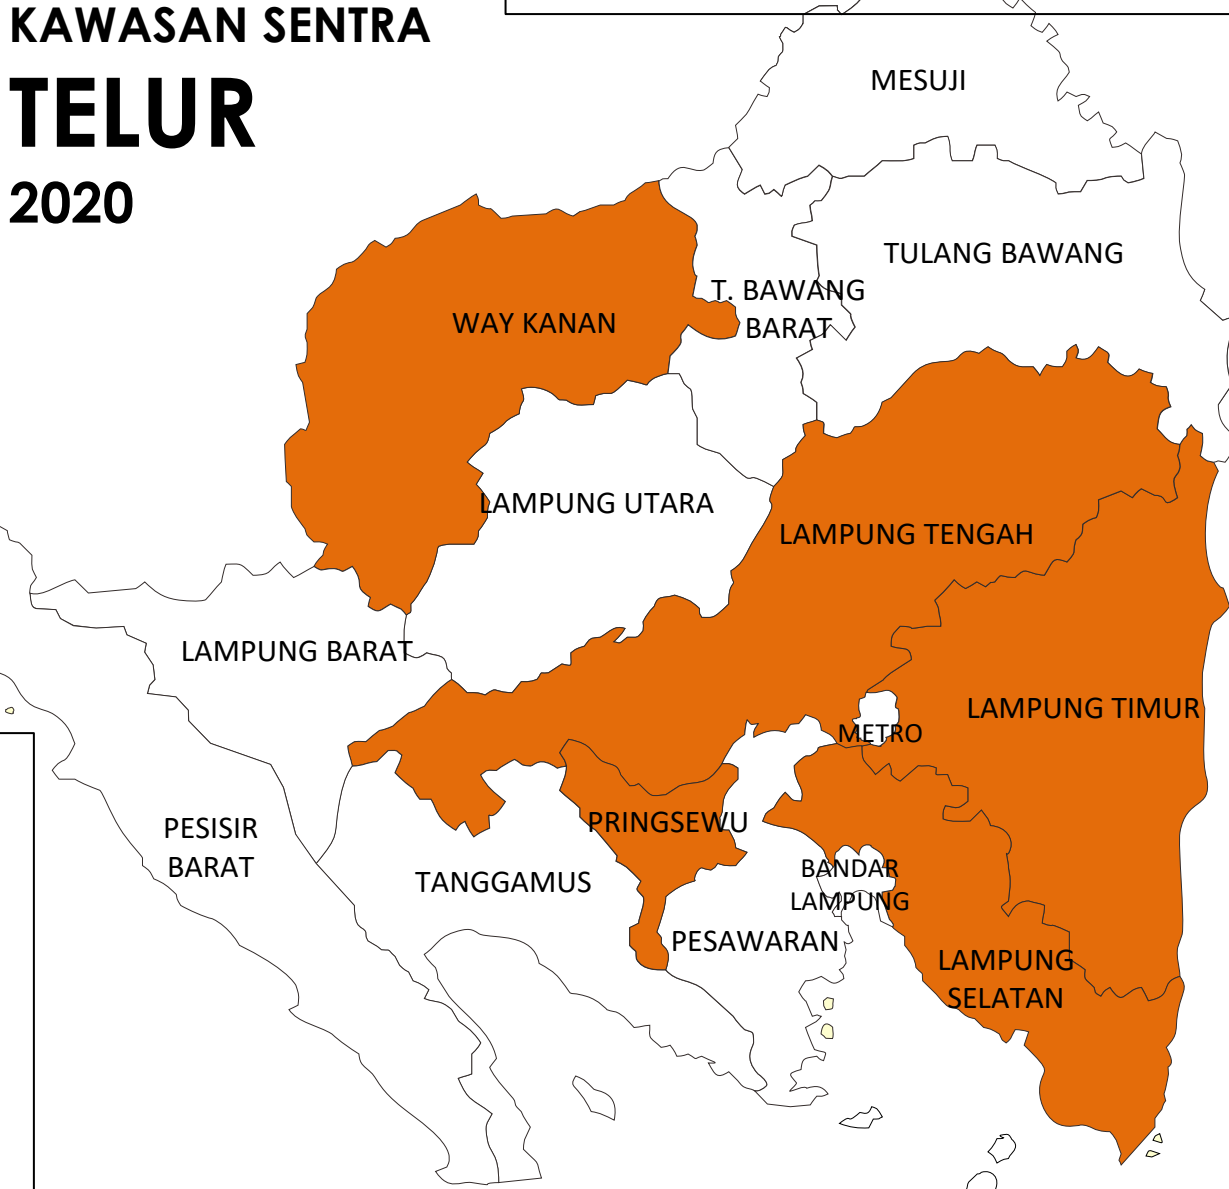 KAWASAN SENTRA
TELUR
2020
MESUJI
TULANG BAWANG
T. BAWANG
BARAT
WAY KANAN
LAMPUNG UTARA
LAMPUNG TENGAH
LAMPUNG BARAT
LAMPUNG TIMUR
METRO
PESISIR
BARAT
PRINGSEWU
TANGGAMUS
BANDAR
LAMPUNG
PESAWARAN
LAMPUNG
SELATAN